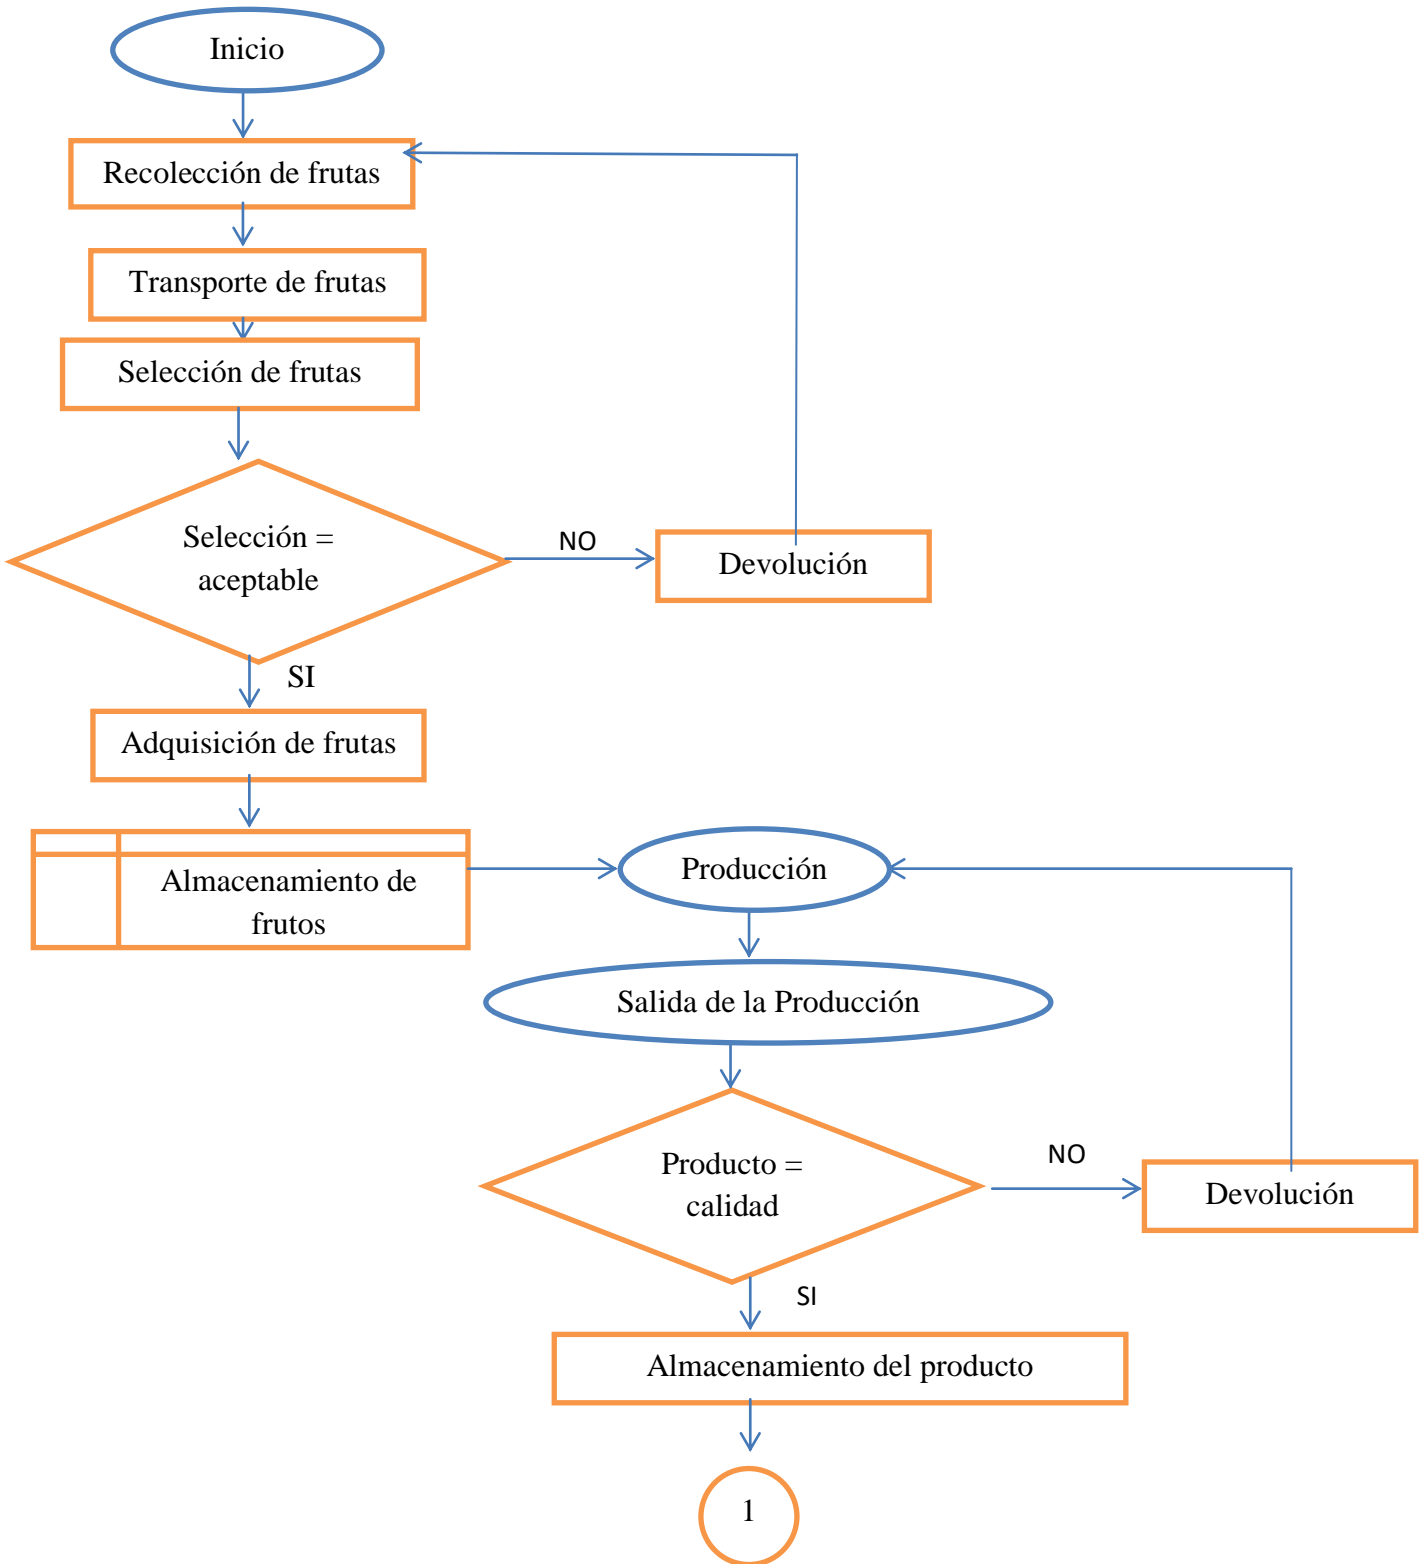 Inicio
Recolección de frutas
Transporte de frutas
Selección de frutas
Selección =
aceptable
NO
Devolución
SI
Adquisición de frutas
Almacenamiento de
frutos
Producción
Salida de la Producción
Producto =
calidad
NO
Devolución
SI
Almacenamiento del producto
1